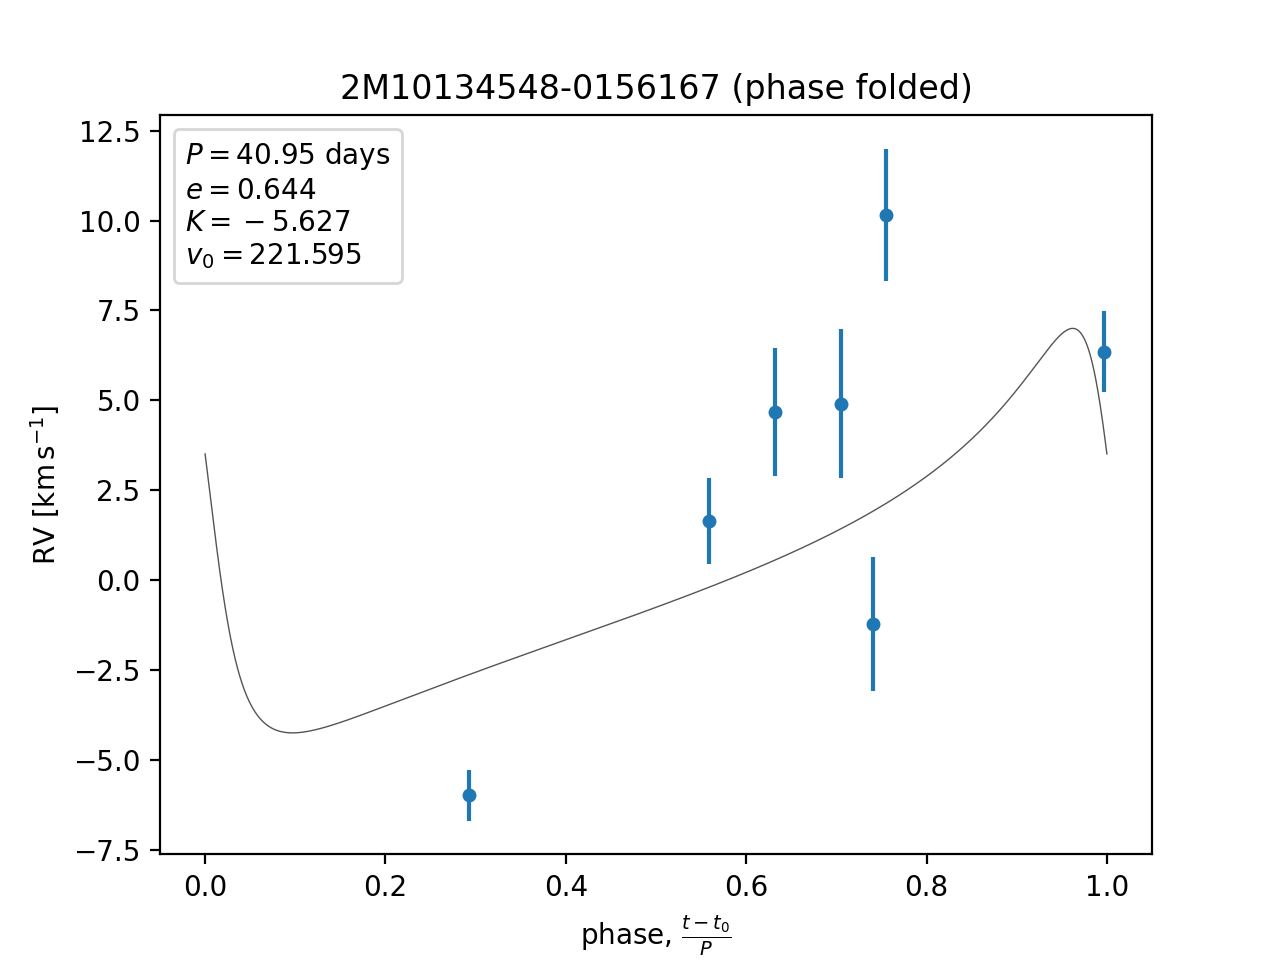 2M10134548-0156167 (phase folded)
P = 40.95 days
e = 0.644
K = −5.627
v₀ = 221.595
RV [km s⁻¹]
12.5
10.0
7.5
5.0
2.5
0.0
−2.5
−5.0
−7.5
0.0 0.2 0.4 0.6 0.8 1.0
phase, (t − t₀)/P